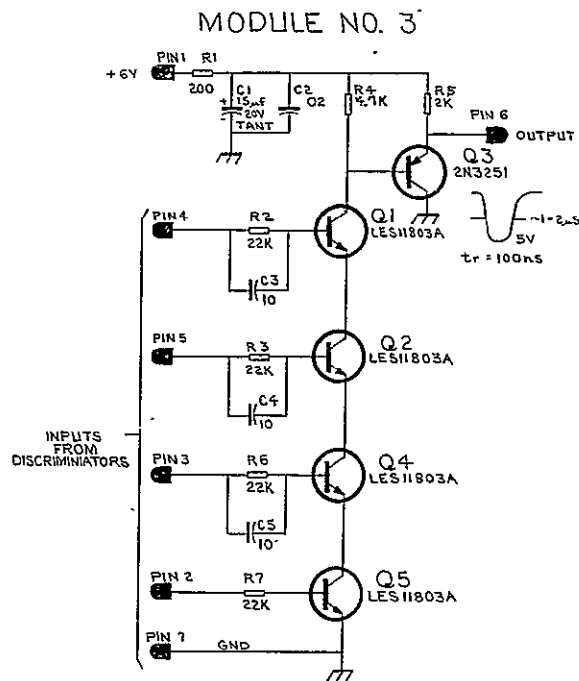 MODULE NO. 3
PIN1
R1
+6V
200
C1
15µf
20V
TANT
C2
02
R4
4.7K
R5
2K
PIN 6
OUTPUT
Q3
2N3251
PIN4
R2
22K
C3
10
Q1
LES11803A
~1-2µs
5V
tr = 100ns
PIN5
R3
22K
C4
10
Q2
LES11803A
INPUTS
FROM
DISCRIMINIATORS
PIN 3
R6
22K
C5
10
Q4
LES11803A
PIN 2
R7
22K
Q5
LES11803A
PIN 7
GND